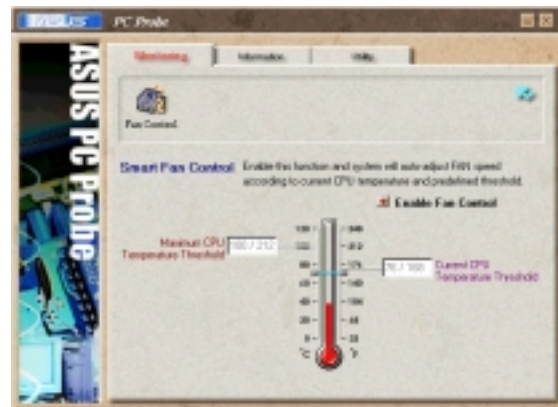 ASUS PC Probe
Monitoring Information Utility
ASUS PC Probe
Fan Control
Smart Fan Control Enable this function and system will auto adjust FAN speed
according to current CPU temperature and predefined threshold.
Enable Fan Control
Maximum CPU
Temperature Threshold
100 / 212
Current CPU
Temperature Threshold
°C °F